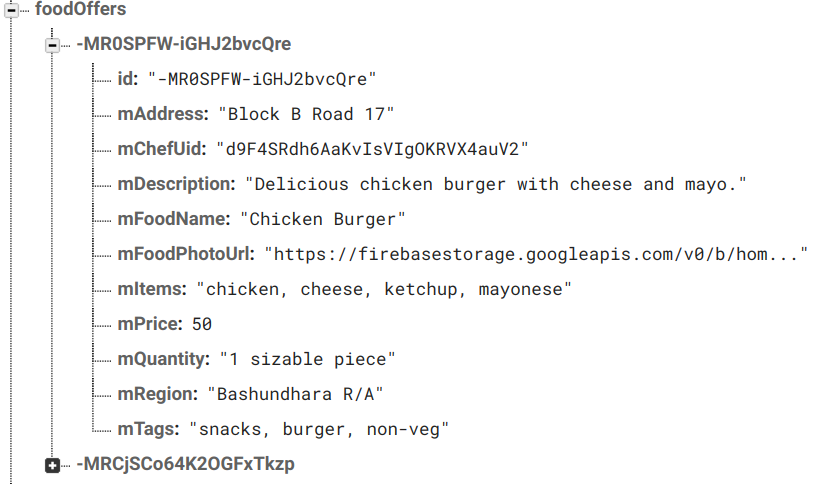 foodOffers
-MR0SPFW-iGHJ2bvcQre
id: "-MR0SPFW-iGHJ2bvcQre"
mAddress: "Block B Road 17"
mChefUid: "d9F4SRdh6AaKvIsVIgOKRVX4auV2"
mDescription: "Delicious chicken burger with cheese and mayo."
mFoodName: "Chicken Burger"
mFoodPhotoUrl: "https://firebasestorage.googleapis.com/v0/b/hom..."
mItems: "chicken, cheese, ketchup, mayonese"
mPrice: 50
mQuantity: "1 sizable piece"
mRegion: "Bashundhara R/A"
mTags: "snacks, burger, non-veg"
-MRCjSCo64K2OGFxTkzp